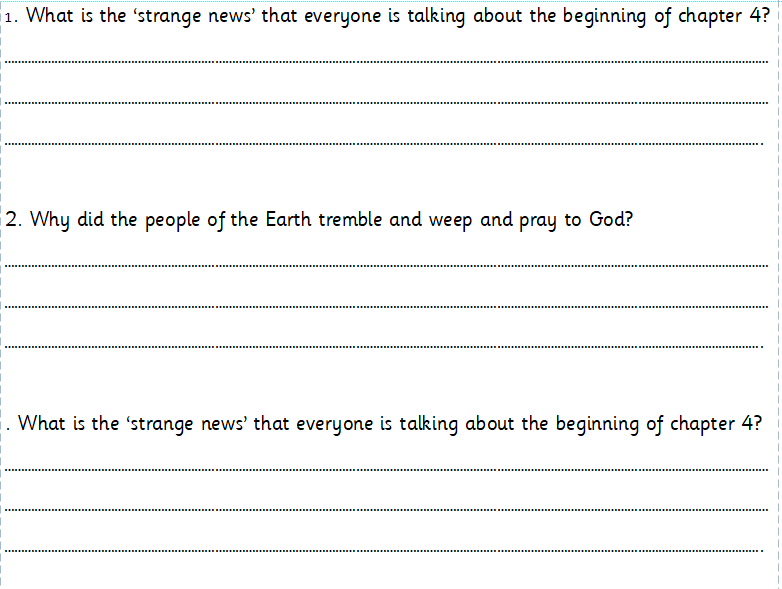 1. What is the ‘strange news’ that everyone is talking about the beginning of chapter 4?
2. Why did the people of the Earth tremble and weep and pray to God?
. What is the ‘strange news’ that everyone is talking about the beginning of chapter 4?